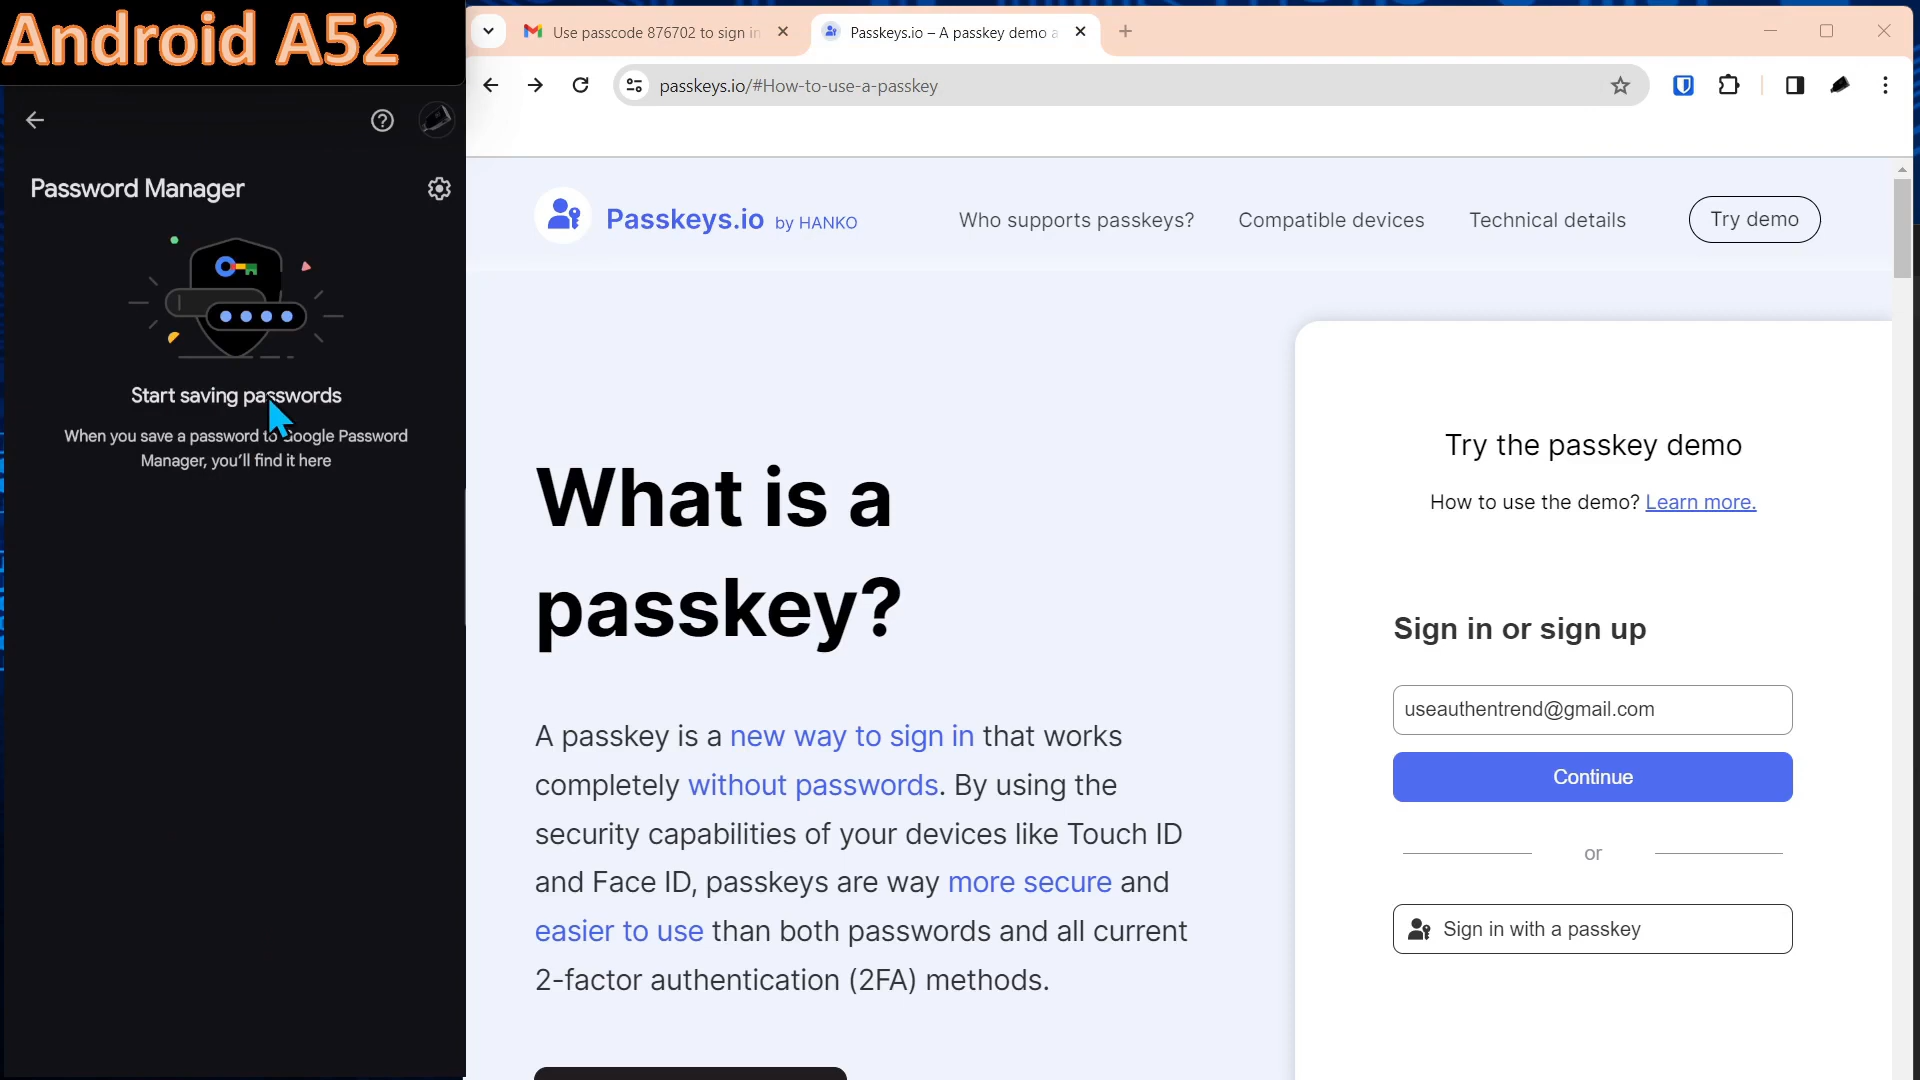 Android A52
Password Manager
Start saving passwords
When you save a password to Google Password
Manager, you'll find it here
Use passcode 876702 to sign in
Passkeys.io – A passkey demo a
passkeys.io/#How-to-use-a-passkey
Passkeys.io by HANKO
Who supports passkeys?
Compatible devices
Technical details
Try demo
What is a
passkey?
A passkey is a new way to sign in that works
completely without passwords. By using the
security capabilities of your devices like Touch ID
and Face ID, passkeys are way more secure and
easier to use than both passwords and all current
2-factor authentication (2FA) methods.
Try the passkey demo
How to use the demo? Learn more.
Sign in or sign up
useauthentrend@gmail.com
Continue
or
Sign in with a passkey